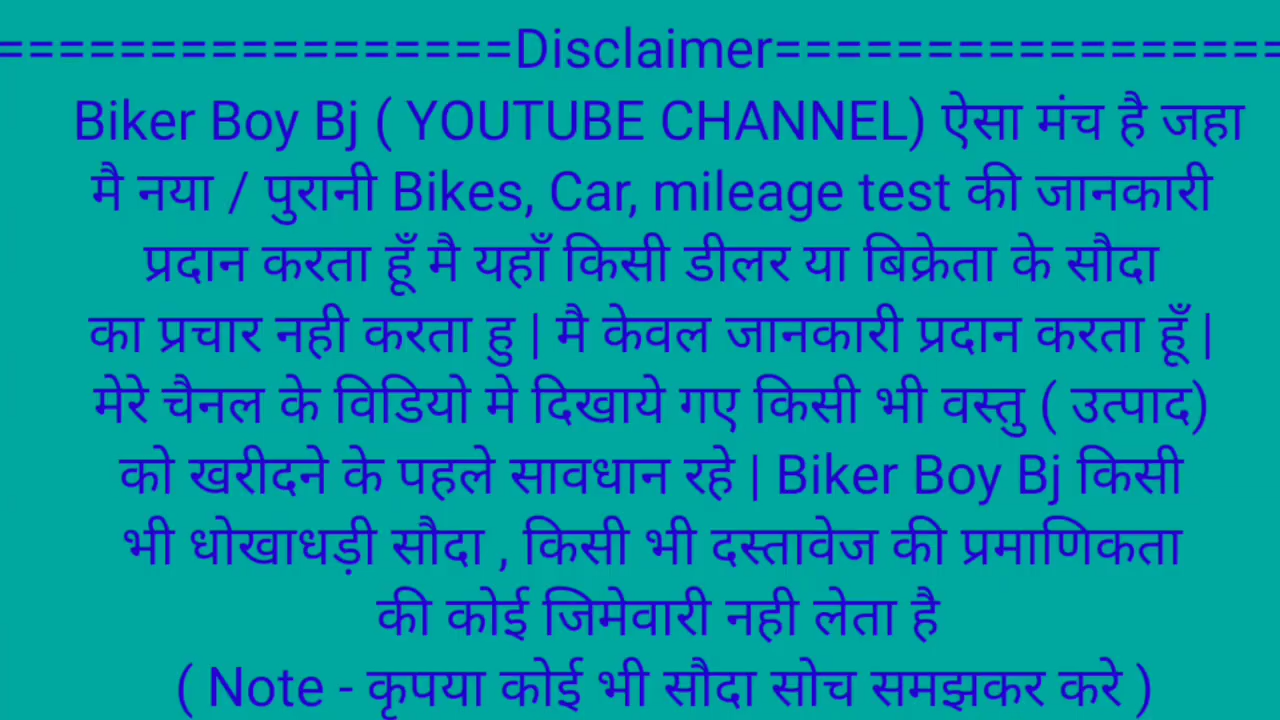 =================Disclaimer=================
Biker Boy Bj ( YOUTUBE CHANNEL) ऐसा मंच है जहा
मै नया / पुरानी Bikes, Car, mileage test की जानकारी
प्रदान करता हूँ मै यहाँ किसी डीलर या बिक्रेता के सौदा
का प्रचार नही करता हु | मै केवल जानकारी प्रदान करता हूँ |
मेरे चैनल के विडियो मे दिखाये गए किसी भी वस्तु ( उत्पाद)
को खरीदने के पहले सावधान रहे | Biker Boy Bj किसी
भी धोखाधड़ी सौदा , किसी भी दस्तावेज की प्रमाणिकता
की कोई जिमेवारी नही लेता है
( Note - कृपया कोई भी सौदा सोच समझकर करे )